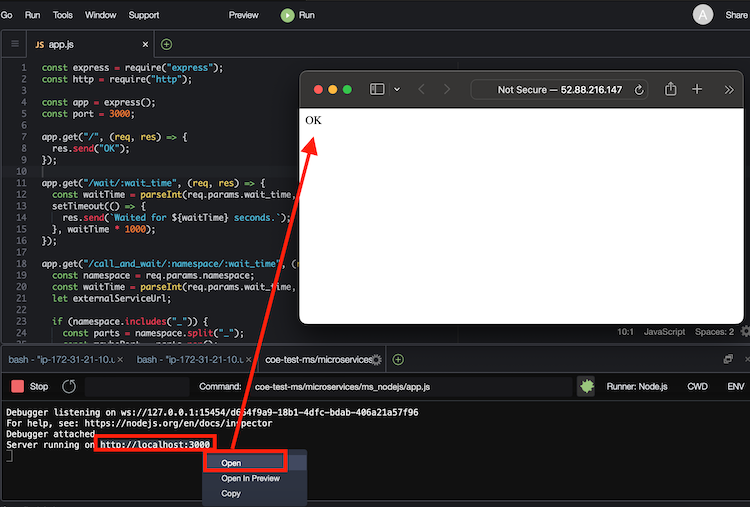 Go Run Tools Window Support Preview Run A Share
JS app.js
1 const express = require("express");
2 const http = require("http");
3
4 const app = express();
5 const port = 3000;
6
7 app.get("/", (req, res) => {
8 res.send("OK");
9 });
10
11 app.get("/wait/:wait_time", (req, res) => {
12 const waitTime = parseInt(req.params.wait_time,
13 setTimeout(() => {
14 res.send(`Waited for ${waitTime} seconds.`);
15 }, waitTime * 1000);
16 });
17
18 app.get("/call_and_wait/:namespace/:wait_time", (r
19 const namespace = req.params.namespace;
20 const waitTime = parseInt(req.params.wait_time,
21 let externalServiceUrl;
22
23 if (namespace.includes("_")) {
24 const parts = namespace.split("_");
Not Secure — 52.88.216.147
OK
10:1 JavaScript Spaces: 2
bash - "ip-172-31-21-10.u bash - "ip-172-31-21-10.u coe-test-ms/microservices
Stop Command: coe-test-ms/microservices/ms_nodejs/app.js Runner: Node.js CWD ENV
Debugger listening on ws://127.0.0.1:15454/d654f9a9-18b1-4dfc-bdab-406a21a57f96
For help, see: https://nodejs.org/en/docs/inspector
Debugger attached
Server running on http://localhost:3000
Open
Open In Preview
Copy